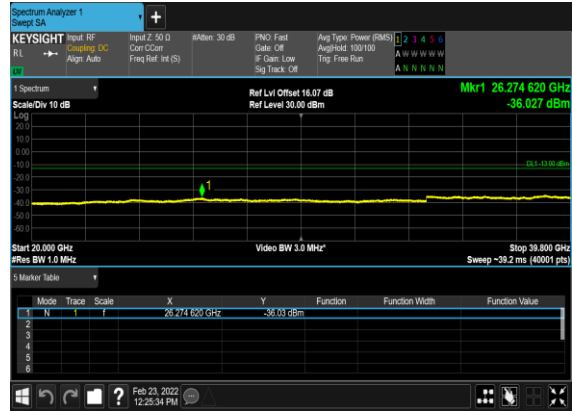 Spectrum Analyzer 1
Swept SA
+
KEYSIGHT Input: RF Input Z: 50 Ω #Atten: 30 dB PNO: Fast Avg Type: Power (RMS) 1 2 3 4 5 6
RL Coupling: DC Corr CCorr Gate: Off Avg|Hold: 100/100 A W W W W W
Align: Auto Freq Ref: Int (S) IF Gain: Low Trig: Free Run
Sig Track: Off A N N N N N
1 Spectrum Ref Lvl Offset 16.07 dB Mkr1 26.274 620 GHz
Scale/Div 10 dB Ref Level 30.00 dBm -36.027 dBm
Log
20.0
10.0
0.00
-10.0 DL1 -13.00 dBm
-20.0
-30.0 1
-40.0
-50.0
-60.0
Start 20.000 GHz Video BW 3.0 MHz* Stop 39.800 GHz
#Res BW 1.0 MHz Sweep ~39.2 ms (40001 pts)
5 Marker Table
Mode Trace Scale X Y Function Function Width Function Value
1 N 1 f 26.274 620 GHz -36.03 dBm
2
3
4
5
6
? Feb 23, 2022
12:25:34 PM